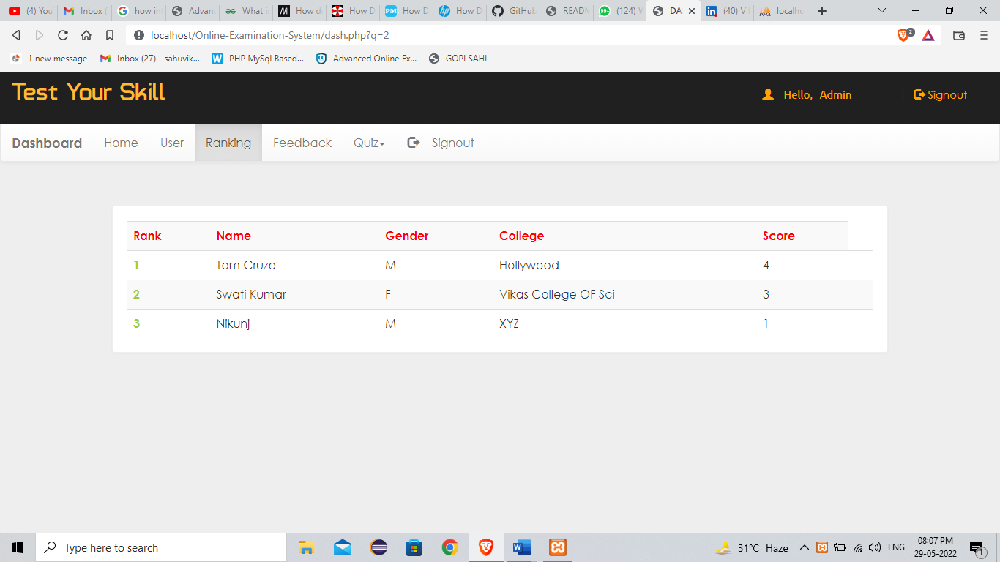 (4) You Inbox ( how in Advan What i How d How D How D How D GitHub READM (124) W DA (40) Vi localho
localhost/Online-Examination-System/dash.php?q=2 2
1 new message Inbox (27) - sahuvik... PHP MySql Based... Advanced Online Ex... GOPI SAHI
Test Your Skill Hello, Admin Signout
Dashboard Home User Ranking Feedback Quiz Signout
Rank Name Gender College Score
1 Tom Cruze M Hollywood 4
2 Swati Kumar F Vikas College OF Sci 3
3 Nikunj M XYZ 1
Type here to search 31°C Haze ENG 08:07 PM
29-05-2022 1